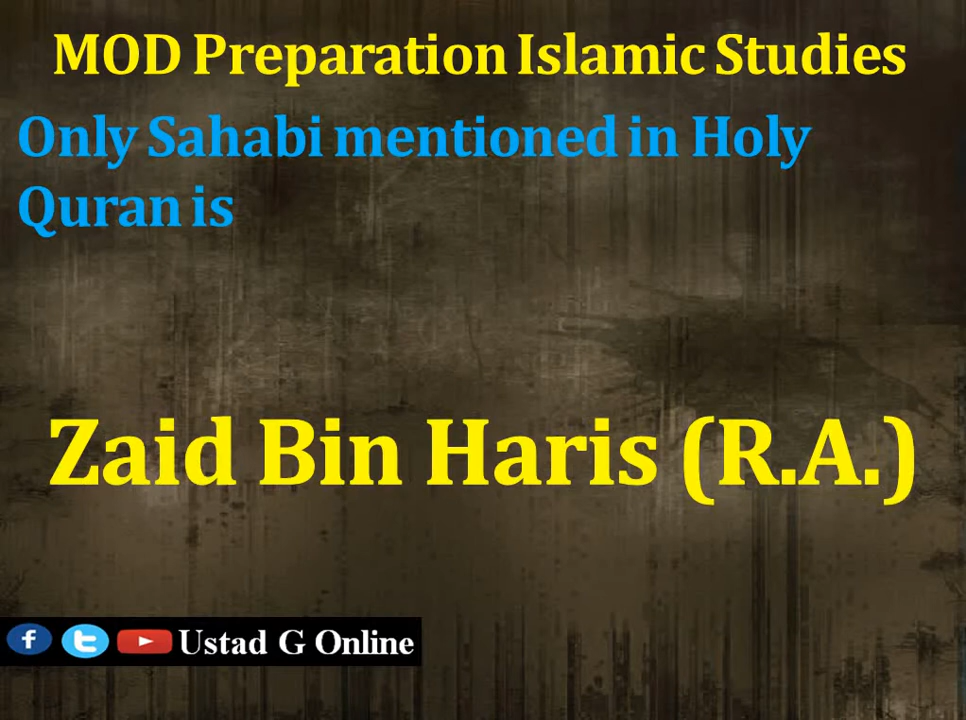 MOD Preparation Islamic Studies
Only Sahabi mentioned in Holy
Quran is
Zaid Bin Haris (R.A.)
Ustad G Online